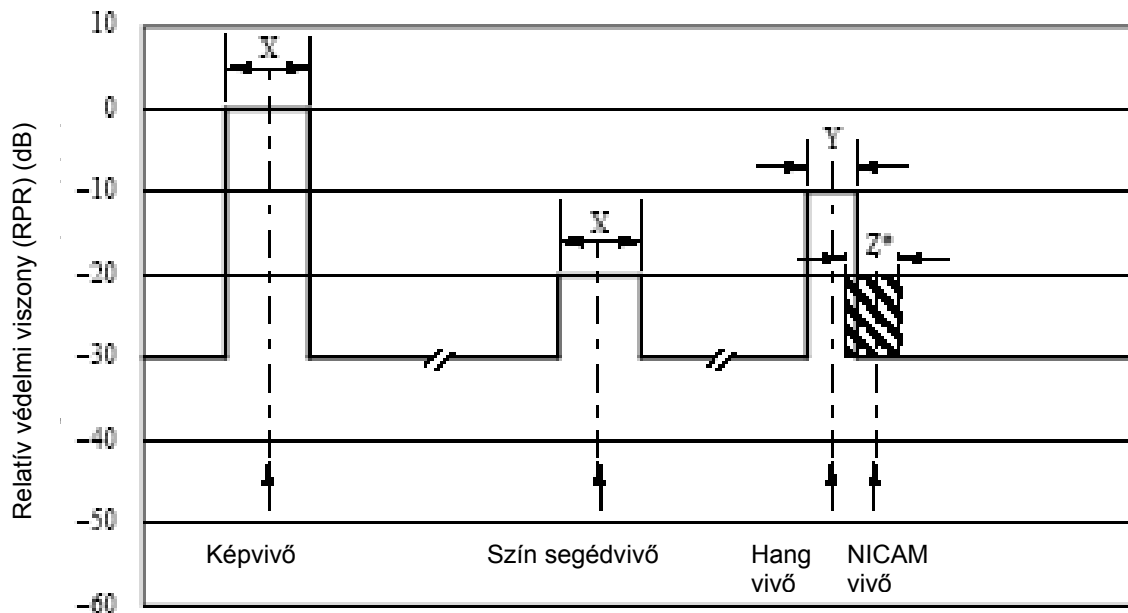 Relatív védelmi viszony (RPR) (dB)
10
0
–10
–20
–30
–40
–50
–60
X
X
Y
Z*
Képvivő
Szín segédvivő
Hang
vivő
NICAM
vivő